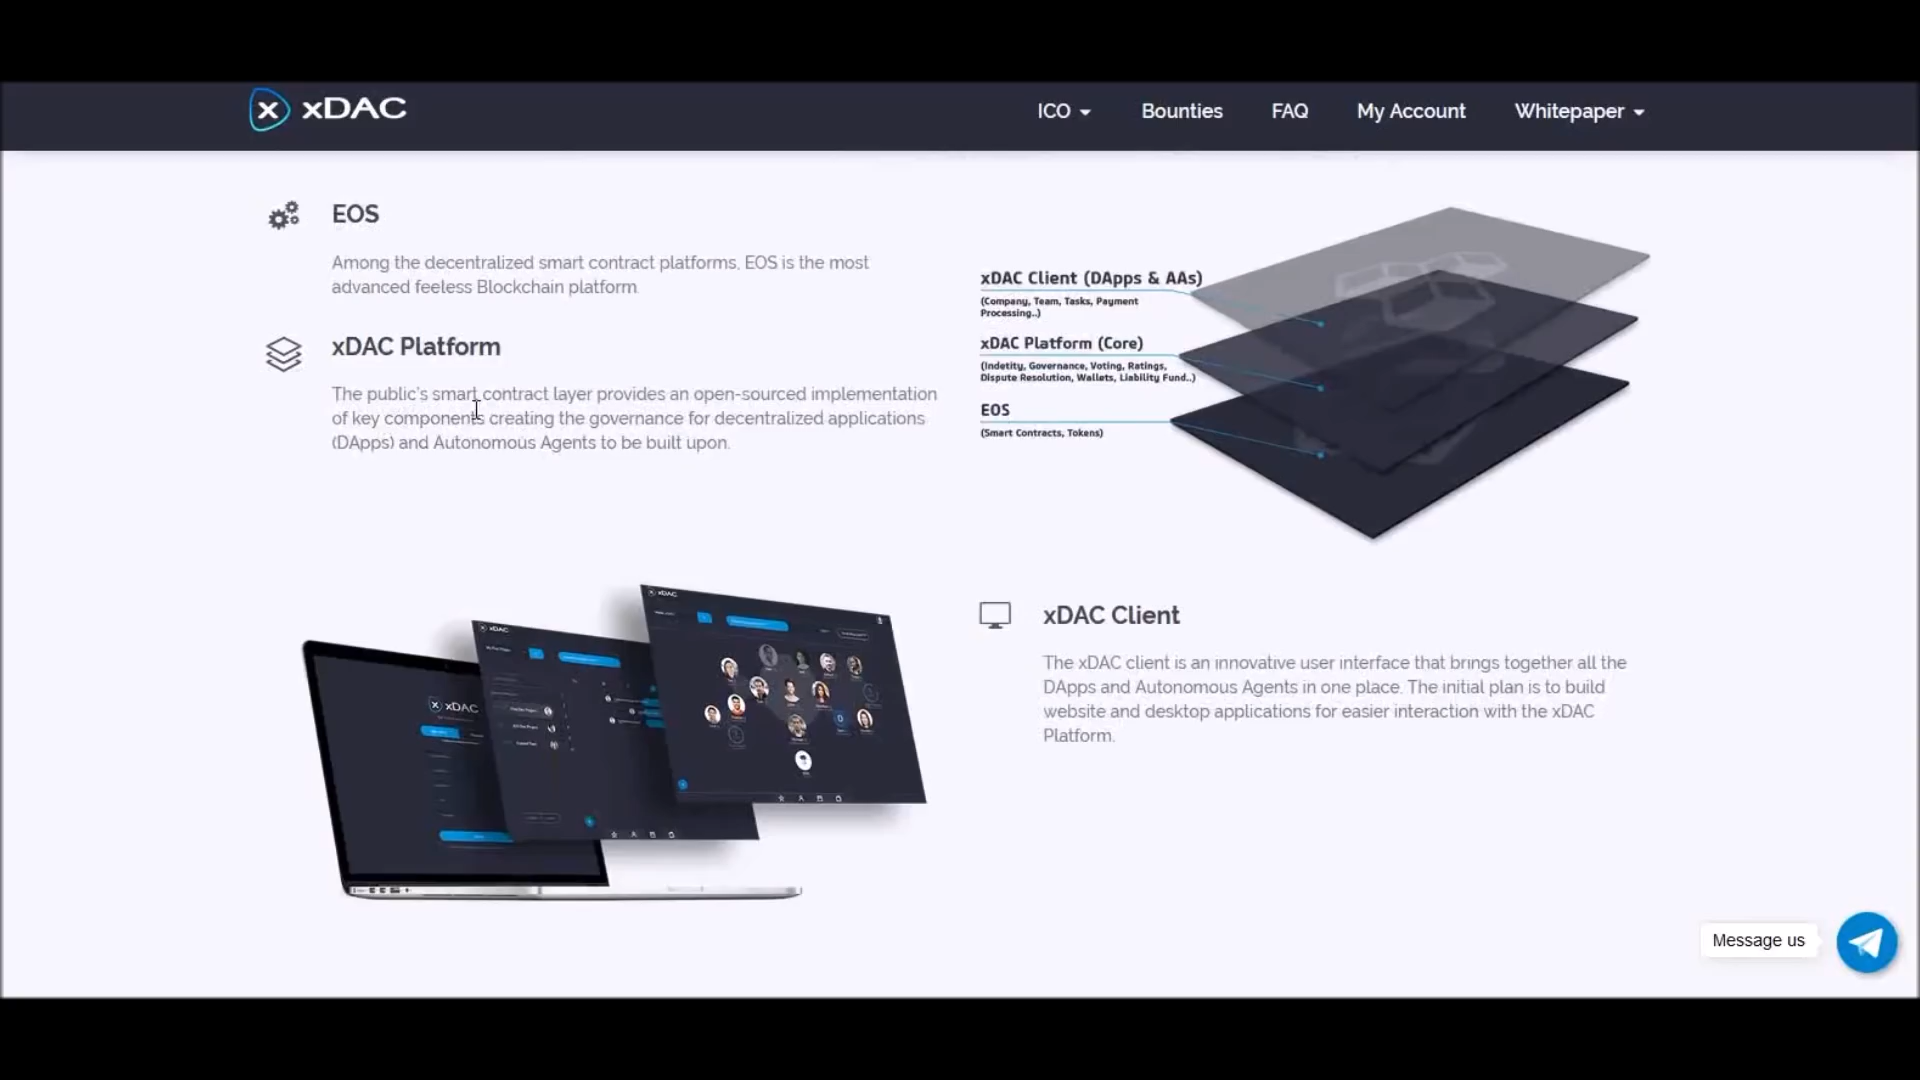 xDAC
ICO
Bounties
FAQ
My Account
Whitepaper
EOS
Among the decentralized smart contract platforms, EOS is the most
advanced feeless Blockchain platform
xDAC Platform
The public's smart contract layer provides an open-sourced implementation
of key components creating the governance for decentralized applications
(DApps) and Autonomous Agents to be built upon.
xDAC Client (DApps & AAs)
(Company, Team, Tasks, Payment
Processing..)
xDAC Platform (Core)
(Indetity, Governance, Voting, Ratings,
Dispute Resolution, Wallets, Liability Fund..)
EOS
(Smart Contracts, Tokens)
xDAC
xDAC
xDAC
xDAC Client
The xDAC client is an innovative user interface that brings together all the
DApps and Autonomous Agents in one place. The initial plan is to build
website and desktop applications for easier interaction with the xDAC
Platform.
Message us